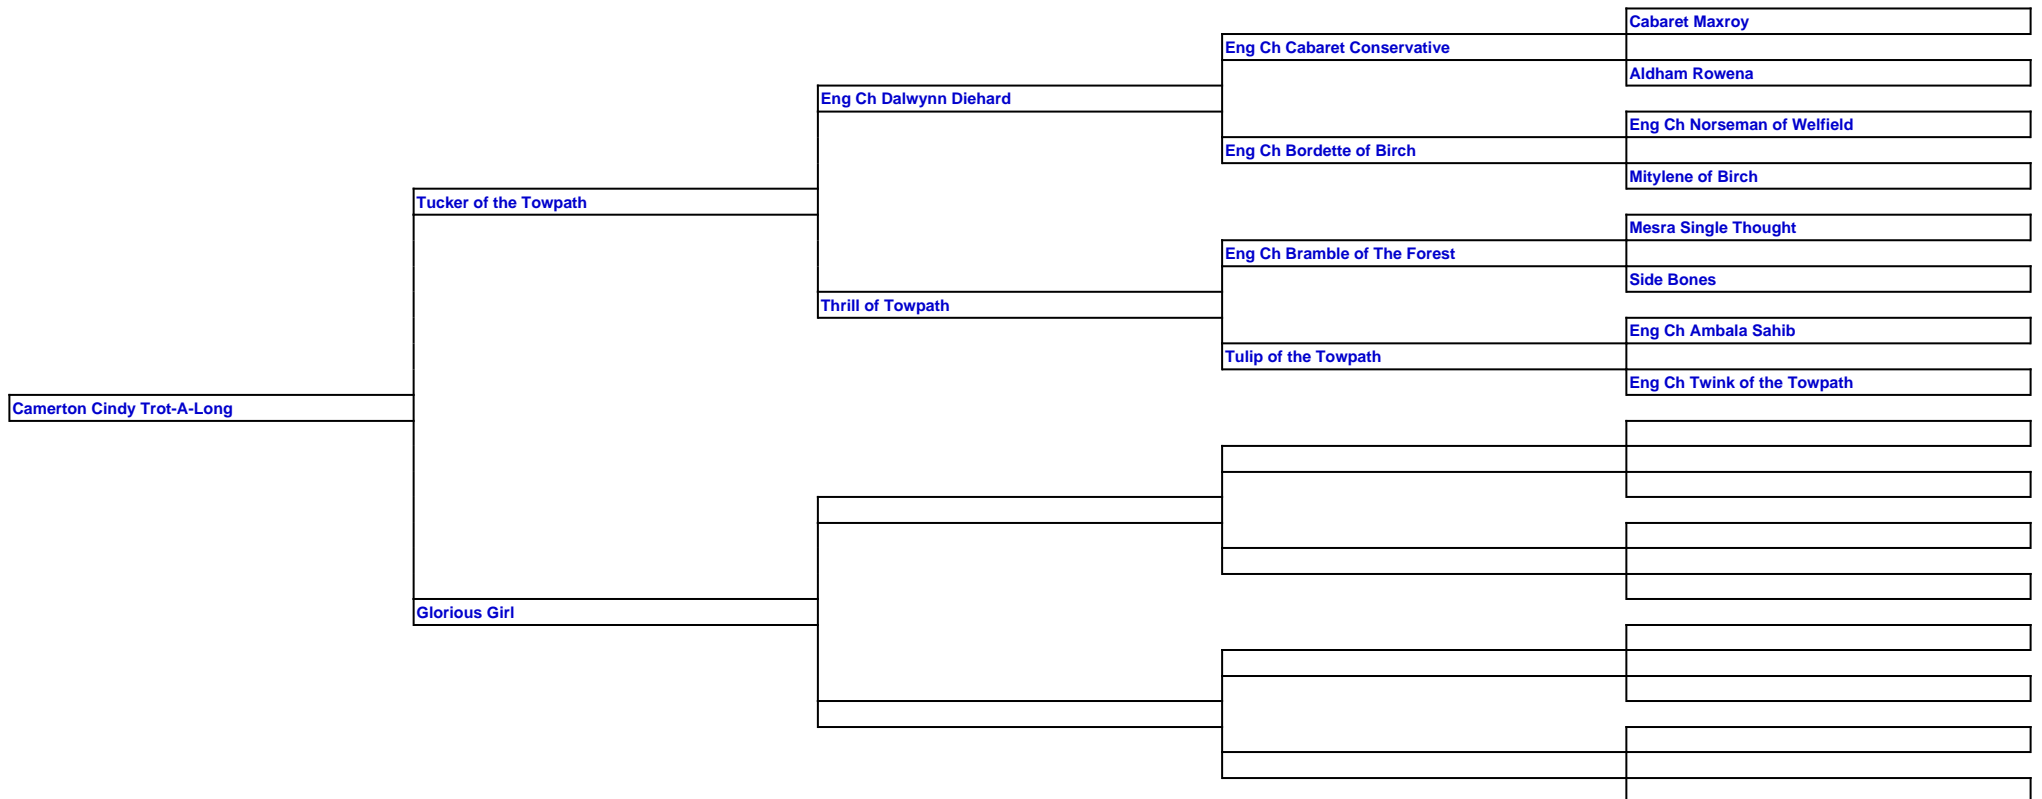 Cabaret Maxroy
Eng Ch Cabaret Conservative
Aldham Rowena
Eng Ch Dalwynn Diehard
Eng Ch Norseman of Welfield
Eng Ch Bordette of Birch
Mitylene of Birch
Tucker of the Towpath
Mesra Single Thought
Eng Ch Bramble of The Forest
Side Bones
Thrill of Towpath
Eng Ch Ambala Sahib
Tulip of the Towpath
Eng Ch Twink of the Towpath
Camerton Cindy Trot-A-Long
Glorious Girl